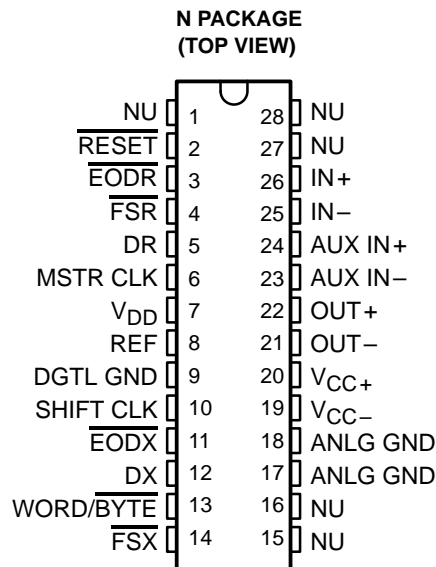 N PACKAGE
(TOP VIEW)
NU 1 28 NU
RESET 2 27 NU
EODR 3 26 IN+
FSR 4 25 IN−
DR 5 24 AUX IN+
MSTR CLK 6 23 AUX IN−
VDD 7 22 OUT+
REF 8 21 OUT−
DGTL GND 9 20 VCC+
SHIFT CLK 10 19 VCC−
EODX 11 18 ANLG GND
DX 12 17 ANLG GND
WORD/BYTE 13 16 NU
FSX 14 15 NU